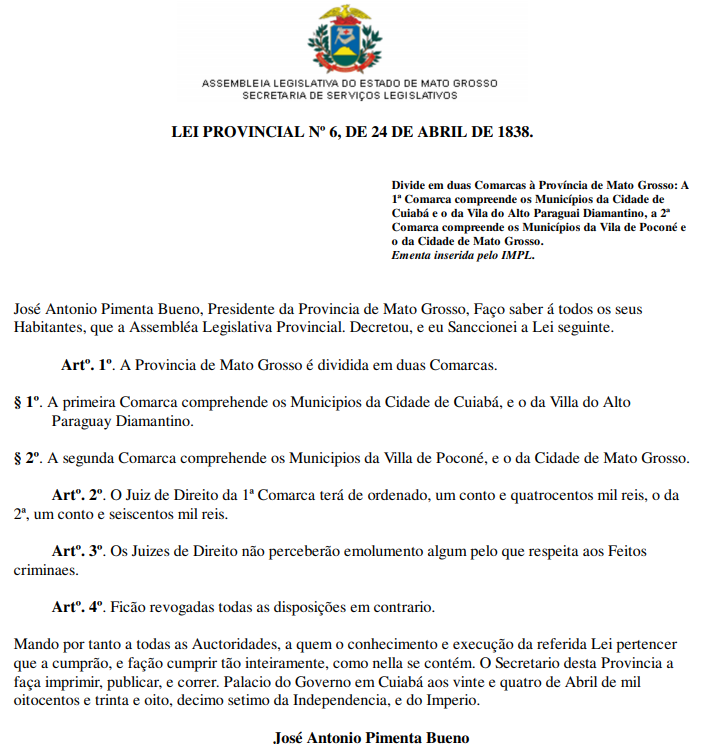 ASSEMBLEIA LEGISLATIVA DO ESTADO DE MATO GROSSO
SECRETARIA DE SERVIÇOS LEGISLATIVOS
LEI PROVINCIAL Nº 6, DE 24 DE ABRIL DE 1838.
Divide em duas Comarcas à Província de Mato Grosso: A
1ª Comarca compreende os Municípios da Cidade de
Cuiabá e o da Vila do Alto Paraguai Diamantino, a 2ª
Comarca compreende os Municípios da Vila de Poconé e
o da Cidade de Mato Grosso.
Ementa inserida pelo IMPL.
José Antonio Pimenta Bueno, Presidente da Provincia de Mato Grosso, Faço saber á todos os seus
Habitantes, que a Assembléa Legislativa Provincial. Decretou, e eu Sanccionei a Lei seguinte.
Artº. 1º. A Provincia de Mato Grosso é dividida em duas Comarcas.
§ 1º. A primeira Comarca comprehende os Municipios da Cidade de Cuiabá, e o da Villa do Alto
Paraguay Diamantino.
§ 2º. A segunda Comarca comprehende os Municipios da Villa de Poconé, e o da Cidade de Mato Grosso.
Artº. 2º. O Juiz de Direito da 1ª Comarca terá de ordenado, um conto e quatrocentos mil reis, o da
2ª, um conto e seiscentos mil reis.
Artº. 3º. Os Juizes de Direito não perceberão emolumento algum pelo que respeita aos Feitos
criminaes.
Artº. 4º. Ficão revogadas todas as disposições em contrario.
Mando por tanto a todas as Auctoridades, a quem o conhecimento e execução da referida Lei pertencer
que a cumprão, e fação cumprir tão inteiramente, como nella se contém. O Secretario desta Provincia a
faça imprimir, publicar, e correr. Palacio do Governo em Cuiabá aos vinte e quatro de Abril de mil
oitocentos e trinta e oito, decimo setimo da Independencia, e do Imperio.
José Antonio Pimenta Bueno